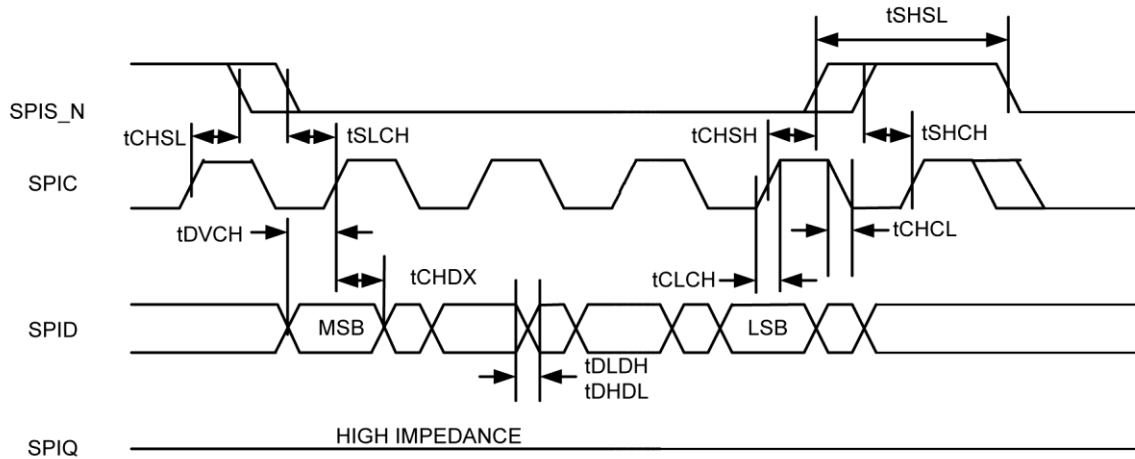 tSHSL
SPIS_N
tCHSL
tSLCH
tCHSH
tSHCH
SPIC
tDVCH
tCHCL
tCHDX
tCLCH
SPID
MSB
LSB
tDLDH
tDHDL
HIGH IMPEDANCE
SPIQ